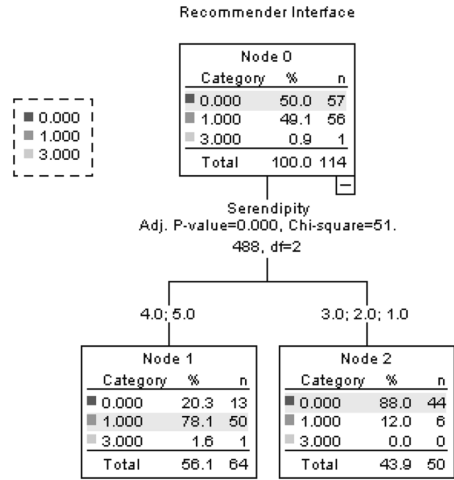 Recommender Interface
Node 0
Category % n
0.000 50.0 57
1.000 49.1 56
3.000 0.9 1
Total 100.0 114
0.000
1.000
3.000
Serendipity
Adj. P-value=0.000, Chi-square=51.
488, df=2
4.0; 5.0
3.0; 2.0; 1.0
Node 1
Category % n
0.000 20.3 13
1.000 78.1 50
3.000 1.6 1
Total 56.1 64
Node 2
Category % n
0.000 88.0 44
1.000 12.0 6
3.000 0.0 0
Total 43.9 50